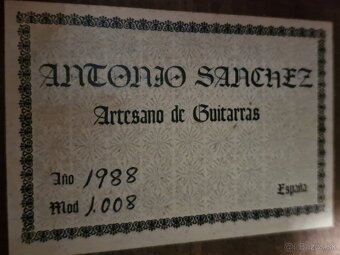 ANTONIO SANCHEZ
Artesano de Guitarras
Año 1988
España
Mod 1.008